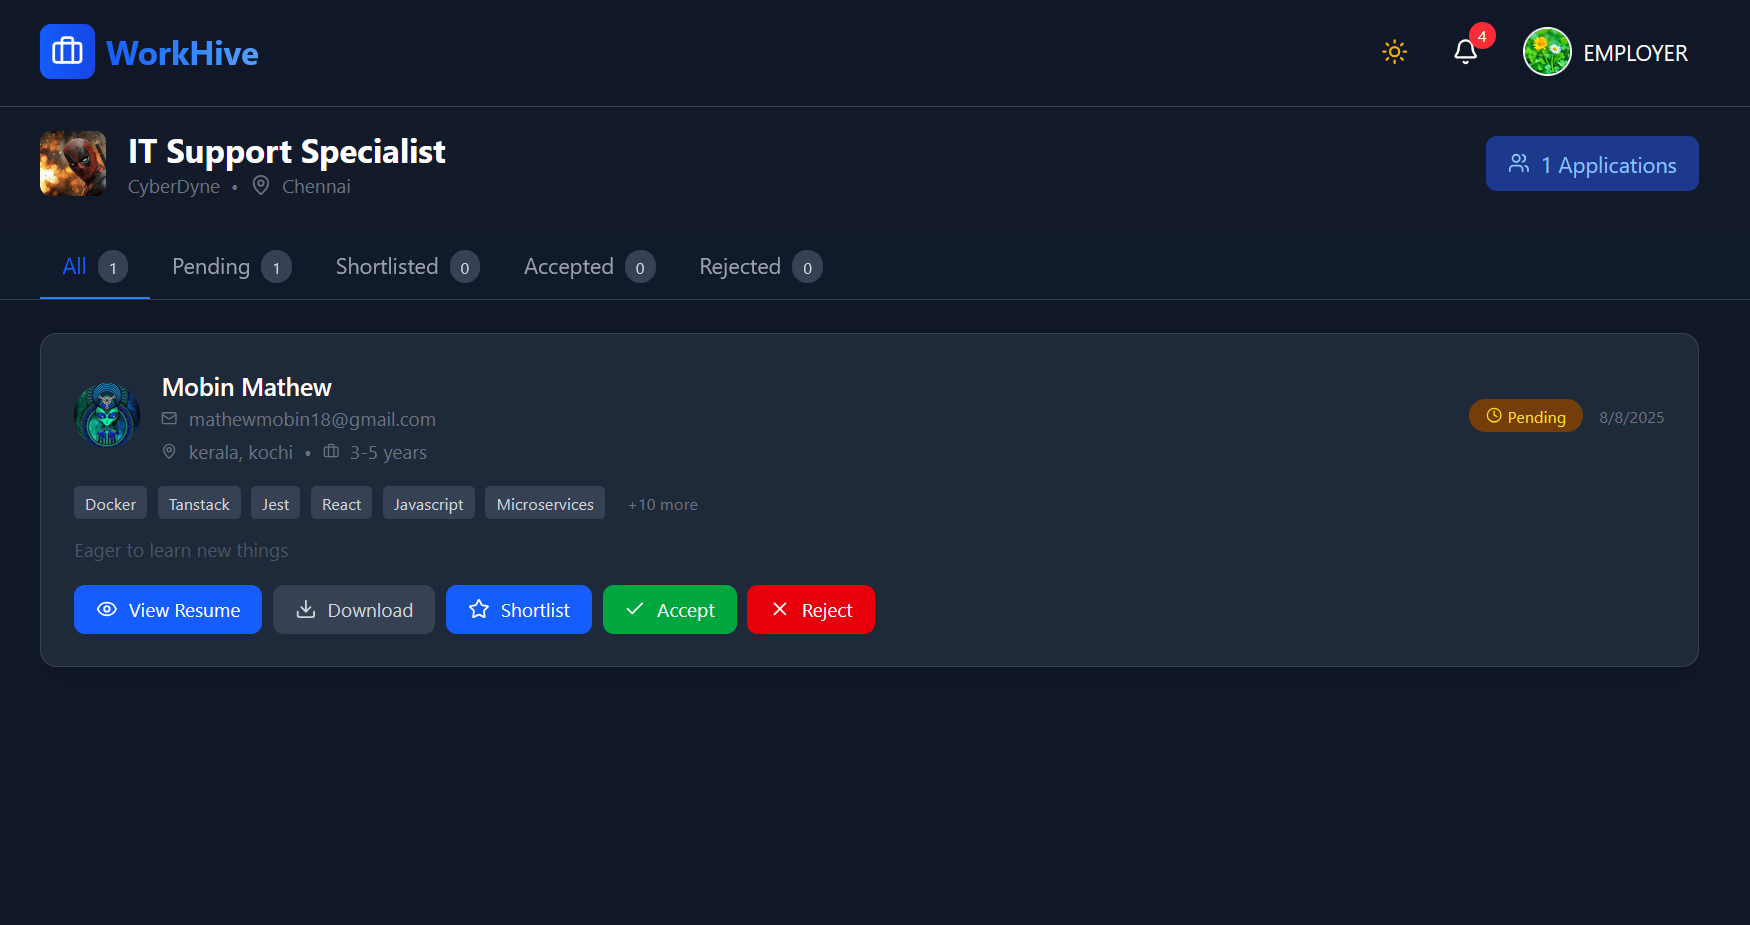 WorkHive
4
EMPLOYER
IT Support Specialist
CyberDyne • Chennai
1 Applications
All 1 Pending 1 Shortlisted 0 Accepted 0 Rejected 0
Mobin Mathew
mathewmobin18@gmail.com
Pending 8/8/2025
kerala, kochi • 3-5 years
Docker Tanstack Jest React Javascript Microservices +10 more
Eager to learn new things
View Resume Download Shortlist Accept Reject